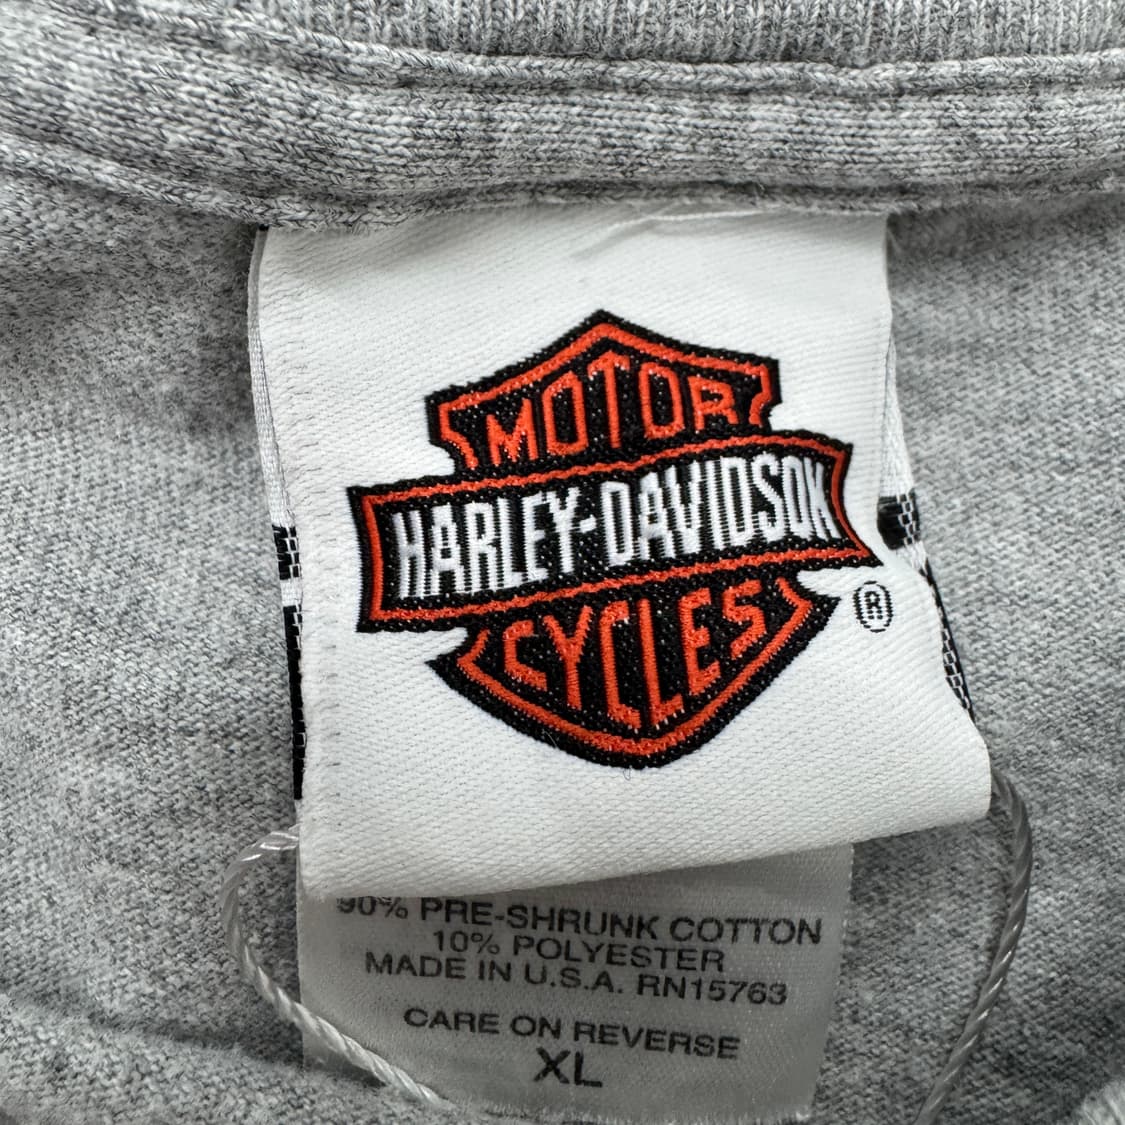 MOTOR
HARLEY-DAVIDSON
CYCLES
®
90% PRE-SHRUNK COTTON
10% POLYESTER
MADE IN U.S.A. RN15763
CARE ON REVERSE
XL